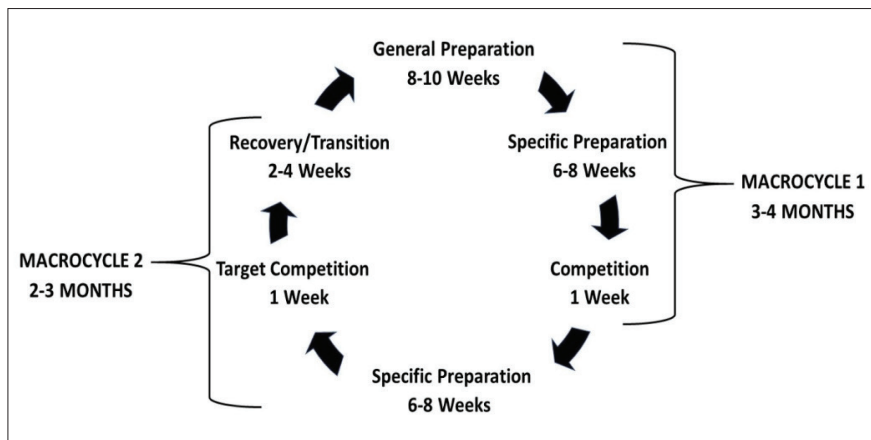 General Preparation
8-10 Weeks
Specific Preparation
6-8 Weeks
MACROCYCLE 1
3-4 MONTHS
Competition
1 Week
Specific Preparation
6-8 Weeks
Target Competition
1 Week
Recovery/Transition
2-4 Weeks
MACROCYCLE 2
2-3 MONTHS